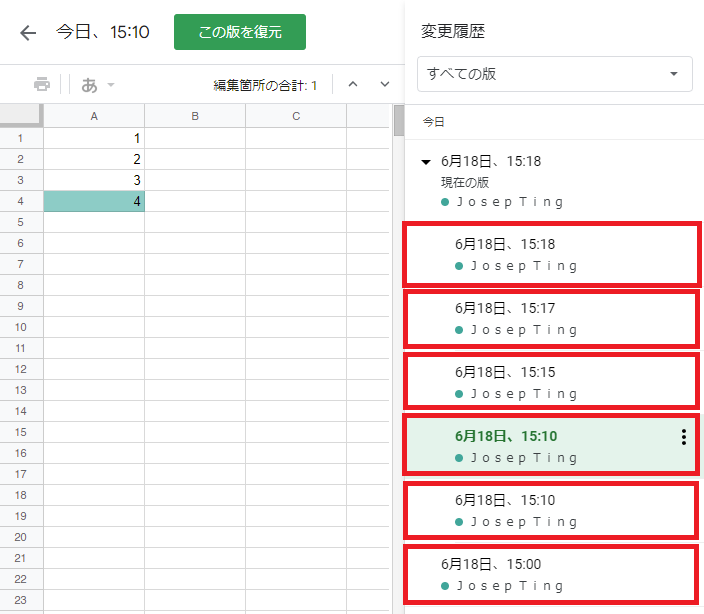 今日、15:10
この版を復元
あ
編集箇所の合計: 1
A B C
1 1
2 2
3 3
4 4
5
6
7
8
9
10
11
12
13
14
15
16
17
18
19
20
21
22
23
変更履歴
すべての版
今日
6月18日、15:18
現在の版
Josep Ting
6月18日、15:18
Josep Ting
6月18日、15:17
Josep Ting
6月18日、15:15
Josep Ting
6月18日、15:10
Josep Ting
6月18日、15:10
Josep Ting
6月18日、15:00
Josep Ting